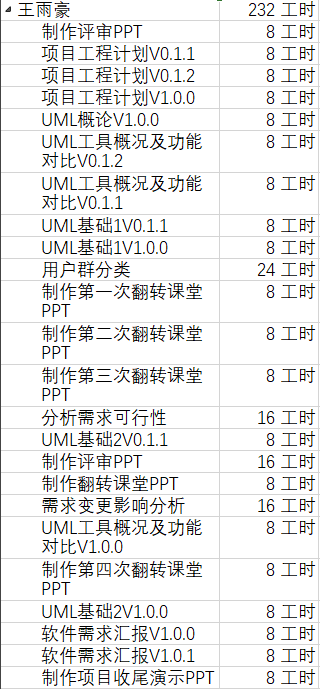 王雨豪 232 工时
制作评审PPT 8 工时
项目工程计划V0.1.1 8 工时
项目工程计划V0.1.2 8 工时
项目工程计划V1.0.0 8 工时
UML概论V1.0.0 8 工时
UML工具概况及功能 8 工时
对比V0.1.2
UML工具概况及功能 8 工时
对比V0.1.1
UML基础1V0.1.1 8 工时
UML基础1V1.0.0 8 工时
用户群分类 24 工时
制作第一次翻转课堂 8 工时
PPT
制作第二次翻转课堂 8 工时
PPT
制作第三次翻转课堂 8 工时
PPT
分析需求可行性 16 工时
UML基础2V0.1.1 8 工时
制作评审PPT 16 工时
制作翻转课堂PPT 8 工时
需求变更影响分析 16 工时
UML工具概况及功能 8 工时
对比V1.0.0
制作第四次翻转课堂 8 工时
PPT
UML基础2V1.0.0 8 工时
软件需求汇报V1.0.0 8 工时
软件需求汇报V1.0.1 8 工时
制作项目收尾演示PPT 8 工时